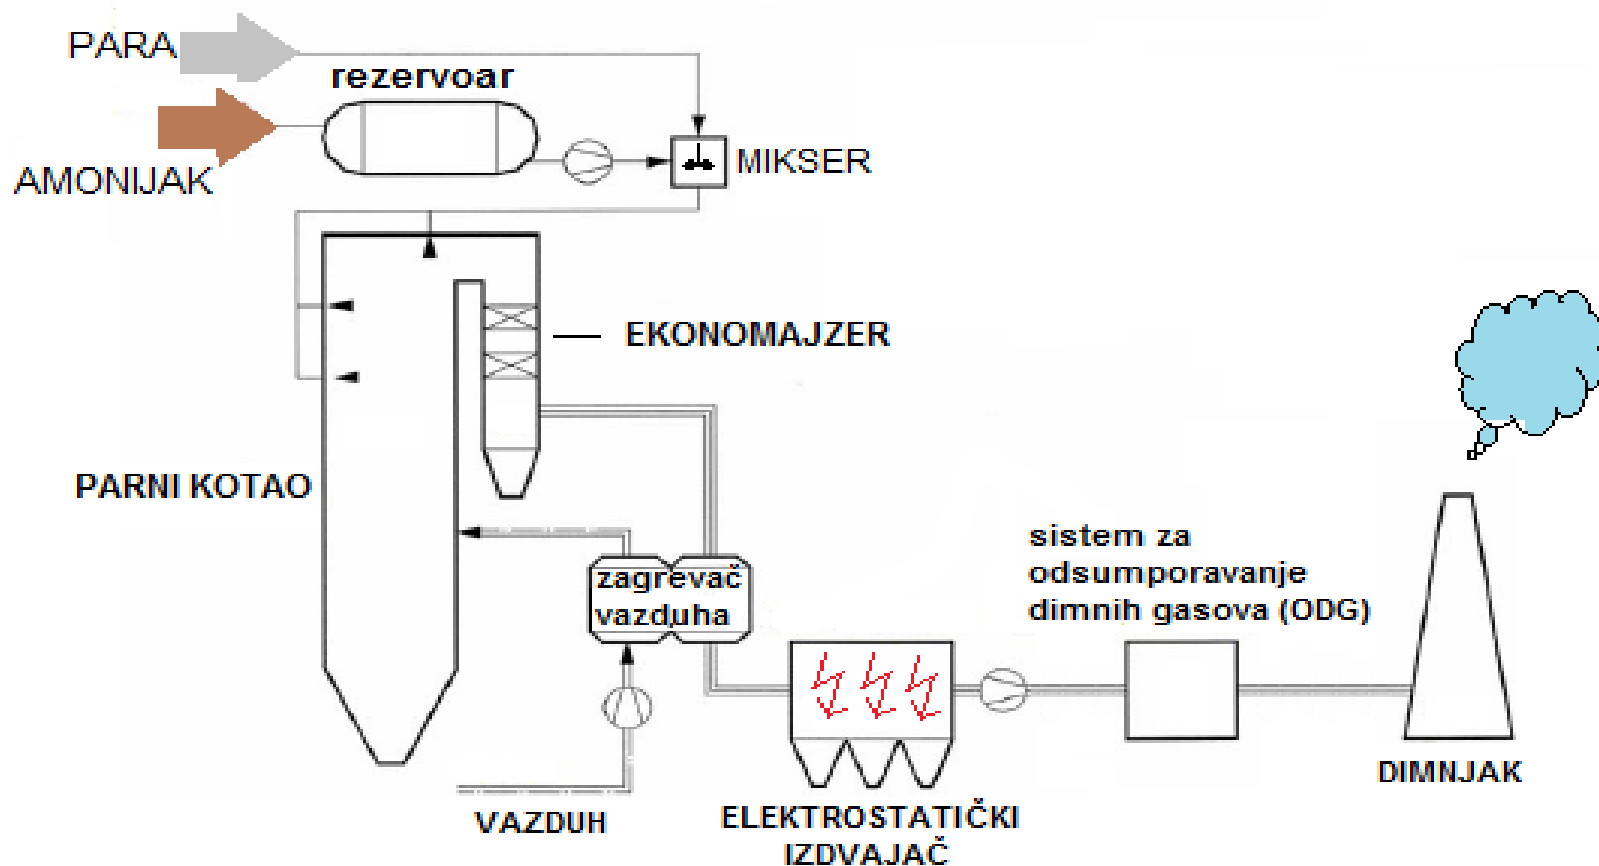 PARA
rezervoar
AMONIJAK
MIKSER
EKONOMAJZER
PARNI KOTAO
zagrevač
vazduha
sistem za
odsumporavanje
dimnih gasova (ODG)
VAZDUH
ELEKTROSTATIČKI
IZDVAJAČ
DIMNJAK